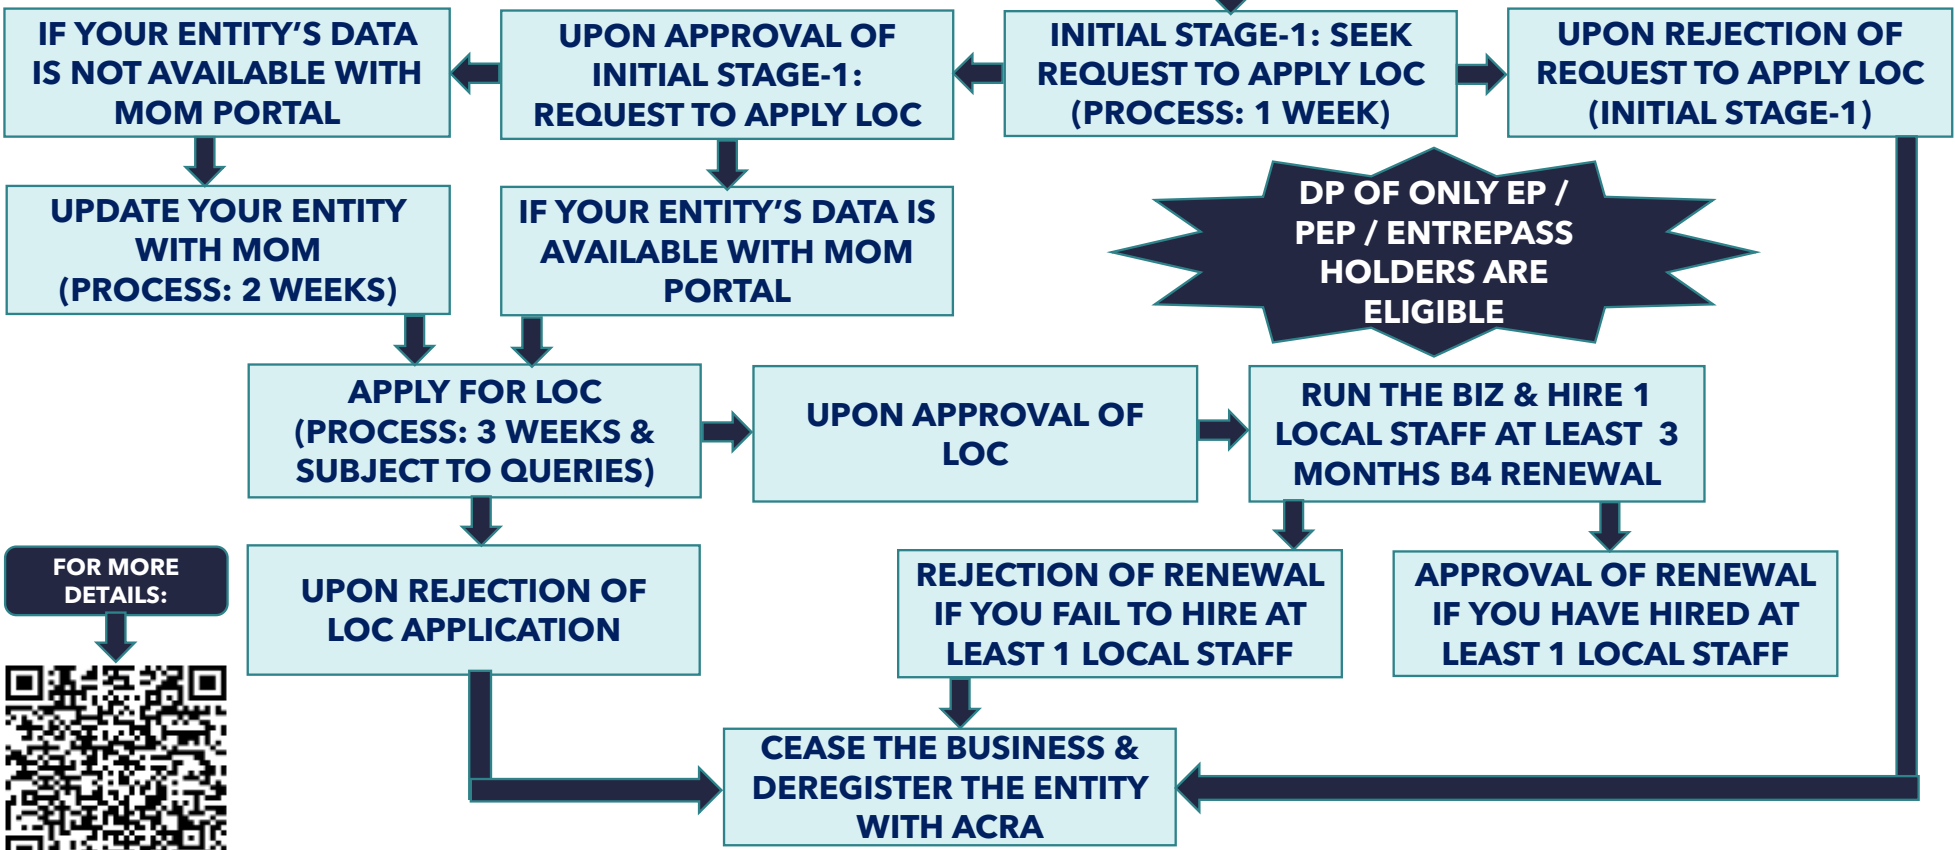 IF YOUR ENTITY’S DATA
IS NOT AVAILABLE WITH
MOM PORTAL
UPON APPROVAL OF
INITIAL STAGE-1:
REQUEST TO APPLY LOC
INITIAL STAGE-1: SEEK
REQUEST TO APPLY LOC
(PROCESS: 1 WEEK)
UPON REJECTION OF
REQUEST TO APPLY LOC
(INITIAL STAGE-1)
UPDATE YOUR ENTITY
WITH MOM
(PROCESS: 2 WEEKS)
IF YOUR ENTITY’S DATA IS
AVAILABLE WITH MOM
PORTAL
DP OF ONLY EP /
PEP / ENTREPASS
HOLDERS ARE
ELIGIBLE
APPLY FOR LOC
(PROCESS: 3 WEEKS &
SUBJECT TO QUERIES)
UPON APPROVAL OF
LOC
RUN THE BIZ & HIRE 1
LOCAL STAFF AT LEAST 3
MONTHS B4 RENEWAL
FOR MORE
DETAILS:
UPON REJECTION OF
LOC APPLICATION
REJECTION OF RENEWAL
IF YOU FAIL TO HIRE AT
LEAST 1 LOCAL STAFF
APPROVAL OF RENEWAL
IF YOU HAVE HIRED AT
LEAST 1 LOCAL STAFF
CEASE THE BUSINESS &
DEREGISTER THE ENTITY
WITH ACRA